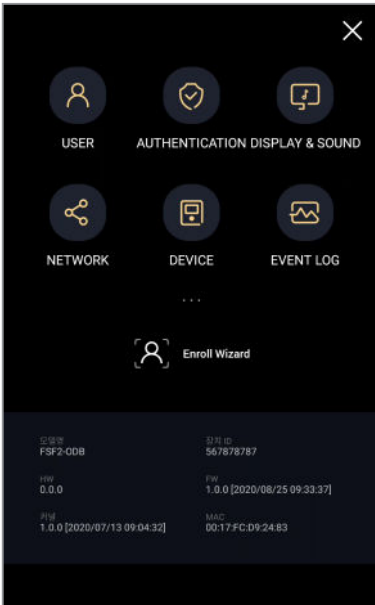 USER AUTHENTICATION DISPLAY & SOUND
NETWORK DEVICE EVENT LOG
...
Enroll Wizard
모델명 장치 ID
FSF2-ODB 567878787
HW FW
0.0.0 1.0.0 [2020/08/25 09:33:37]
커널 MAC
1.0.0 [2020/07/13 09:04:32] 00:17:FC:D9:24:83